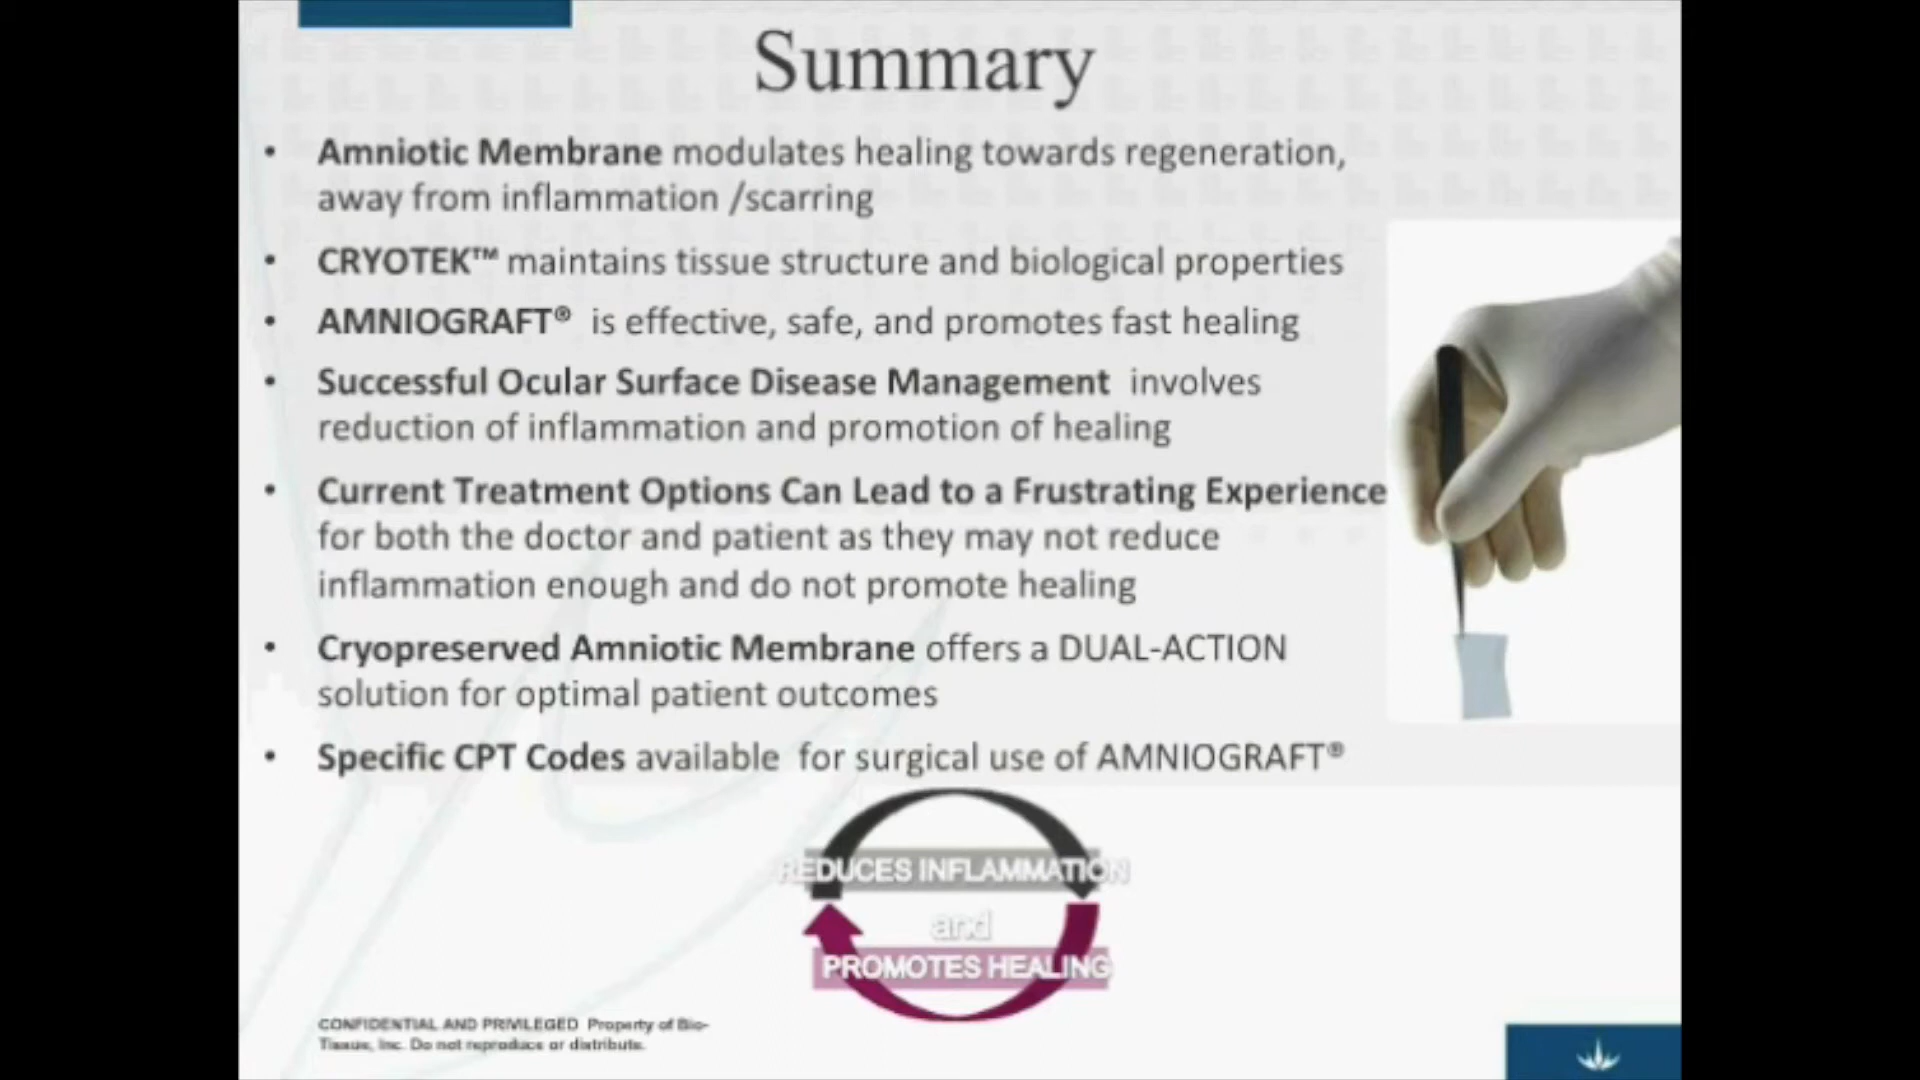 Summary
• Amniotic Membrane modulates healing towards regeneration,
away from inflammation /scarring
• CRYOTEK™ maintains tissue structure and biological properties
• AMNIOGRAFT® is effective, safe, and promotes fast healing
• Successful Ocular Surface Disease Management involves
reduction of inflammation and promotion of healing
• Current Treatment Options Can Lead to a Frustrating Experience
for both the doctor and patient as they may not reduce
inflammation enough and do not promote healing
• Cryopreserved Amniotic Membrane offers a DUAL-ACTION
solution for optimal patient outcomes
• Specific CPT Codes available for surgical use of AMNIOGRAFT®
REDUCES INFLAMMATION
and
PROMOTES HEALING
CONFIDENTIAL AND PRIVILEGED Property of Bio-
Tissue, Inc. Do not reproduce or distribute.